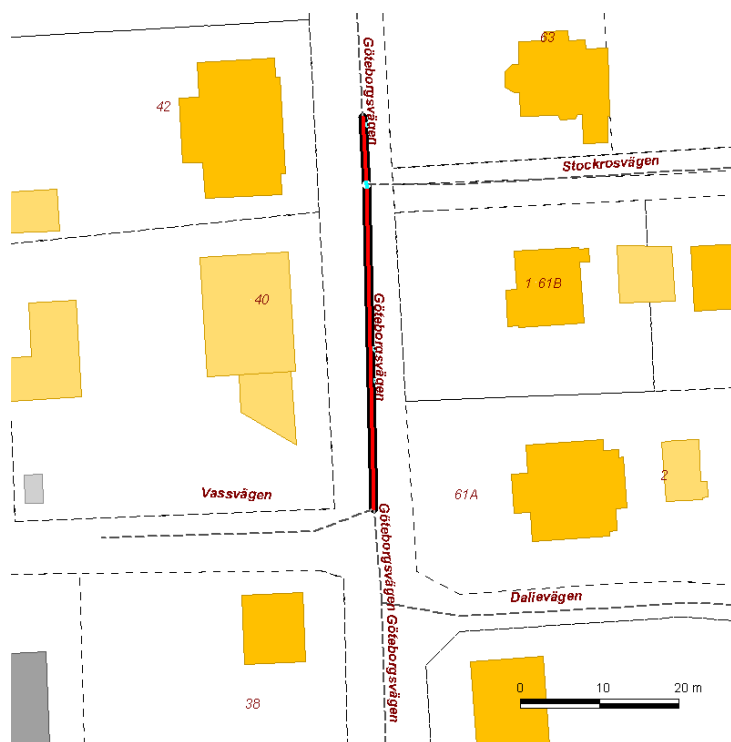 63
Göteborgsvägen
42
Stockrosvägen
1 61B
40
Göteborgsvägen
2
61A
Vassvägen
Göteborgsvägen
Dalievägen
Göteborgsvägen
0 10 20 m
38